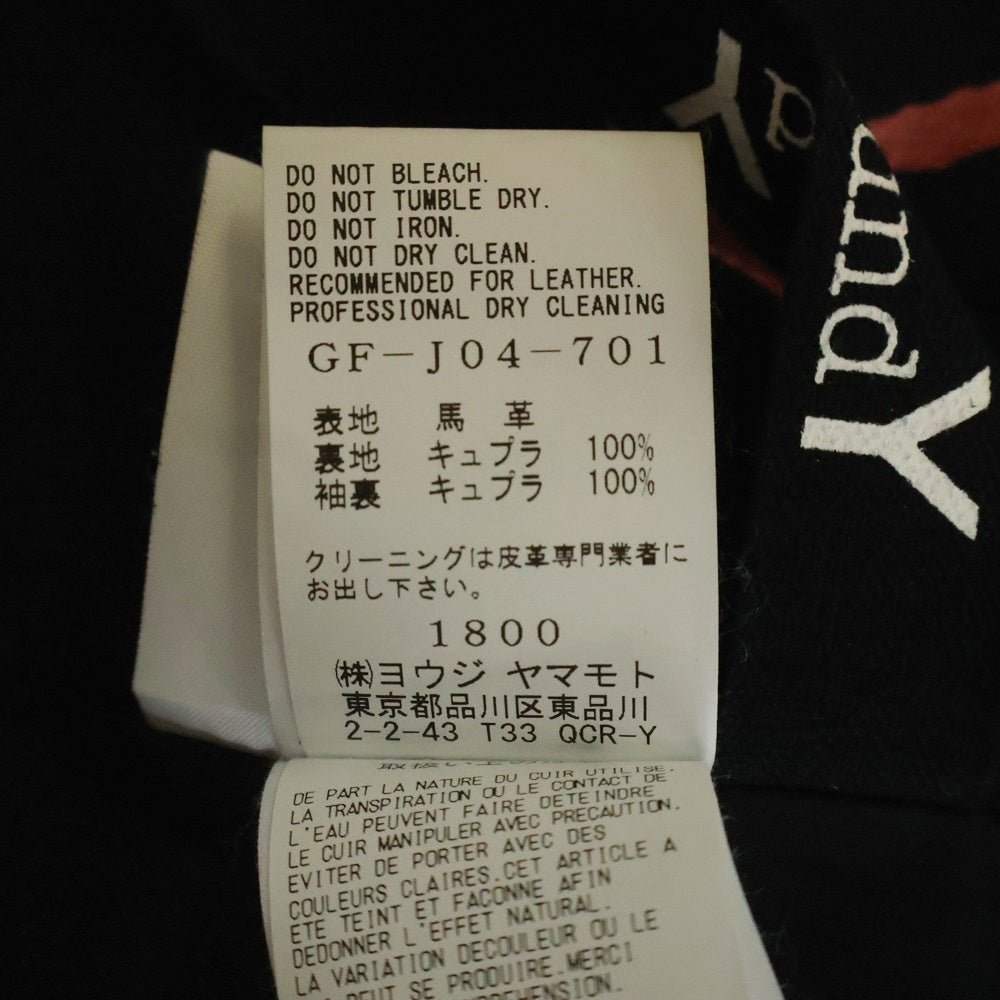 DO NOT BLEACH.
DO NOT TUMBLE DRY.
DO NOT IRON.
DO NOT DRY CLEAN.
RECOMMENDED FOR LEATHER.
PROFESSIONAL DRY CLEANING
GF-J04-701
表地 馬 革
裏地 キュプラ 100%
袖裏 キュプラ 100%
クリーニングは皮革専門業者に
お出し下さい。
1800
㈱ヨウジ ヤマモト
東京都品川区東品川
2-2-43 T33 QCR-Y
DE PART LA NATURE DU CUIR UTILISE.
LA TRANSPIRATION OU LE CONTACT DE
L'EAU PEUVENT FAIRE DETEINDRE
LE CUIR MANIPULER AVEC PRECAUTION.
EVITER DE PORTER AVEC DES
COULEURS CLAIRES.CET ARTICLE A
ETE TEINT ET FACONNE AFIN
DEDONNER L'EFFET NATURAL.
LA VARIATION DECOULEUR OU LE
PEUT SE PRODUIRE.MERCI
Y
a
andY